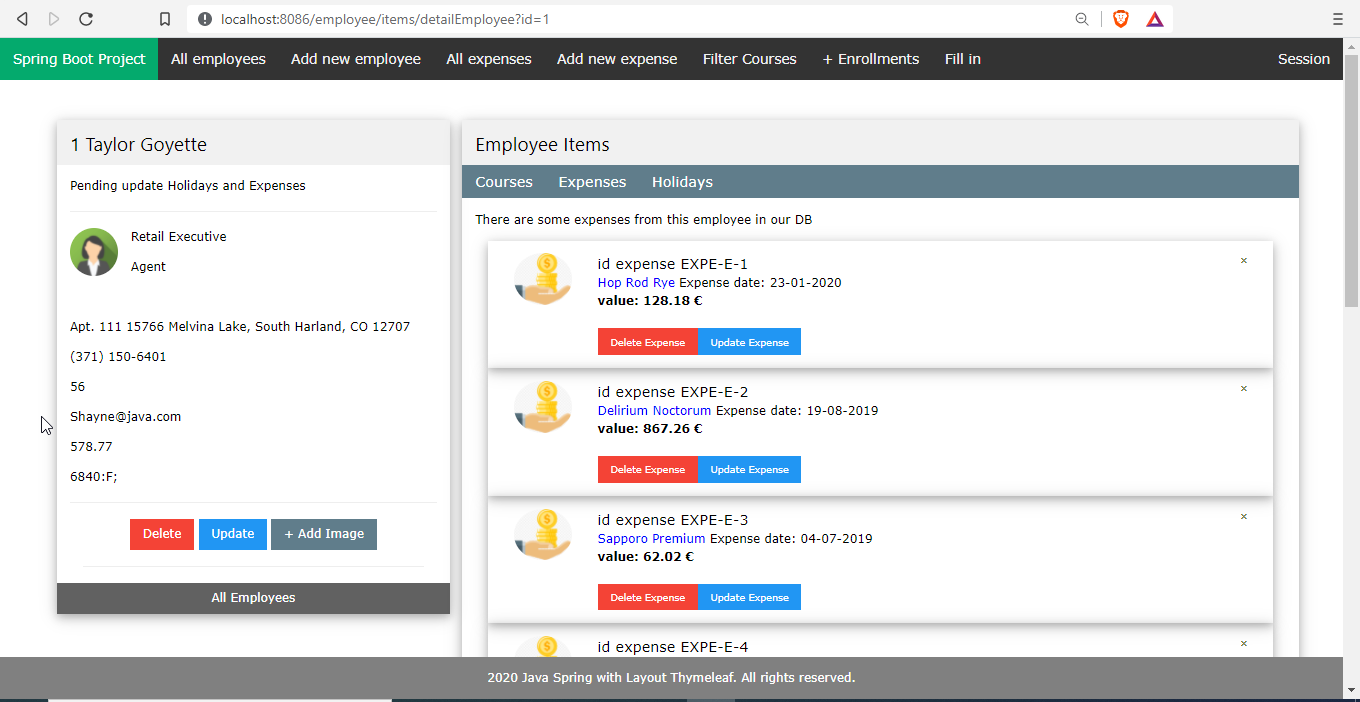 localhost:8086/employee/items/detailEmployee?id=1
Spring Boot Project All employees Add new employee All expenses Add new expense Filter Courses + Enrollments Fill in Session
1 Taylor Goyette
Pending update Holidays and Expenses
Retail Executive
Agent
Apt. 111 15766 Melvina Lake, South Harland, CO 12707
(371) 150-6401
56
Shayne@java.com
578.77
6840:F;
Delete Update + Add Image
All Employees
Employee Items
Courses Expenses Holidays
There are some expenses from this employee in our DB
id expense EXPE-E-1 ×
Hop Rod Rye Expense date: 23-01-2020
value: 128.18 €
Delete Expense Update Expense
id expense EXPE-E-2 ×
Delirium Noctorum Expense date: 19-08-2019
value: 867.26 €
Delete Expense Update Expense
id expense EXPE-E-3 ×
Sapporo Premium Expense date: 04-07-2019
value: 62.02 €
Delete Expense Update Expense
id expense EXPE-E-4 ×
2020 Java Spring with Layout Thymeleaf. All rights reserved.